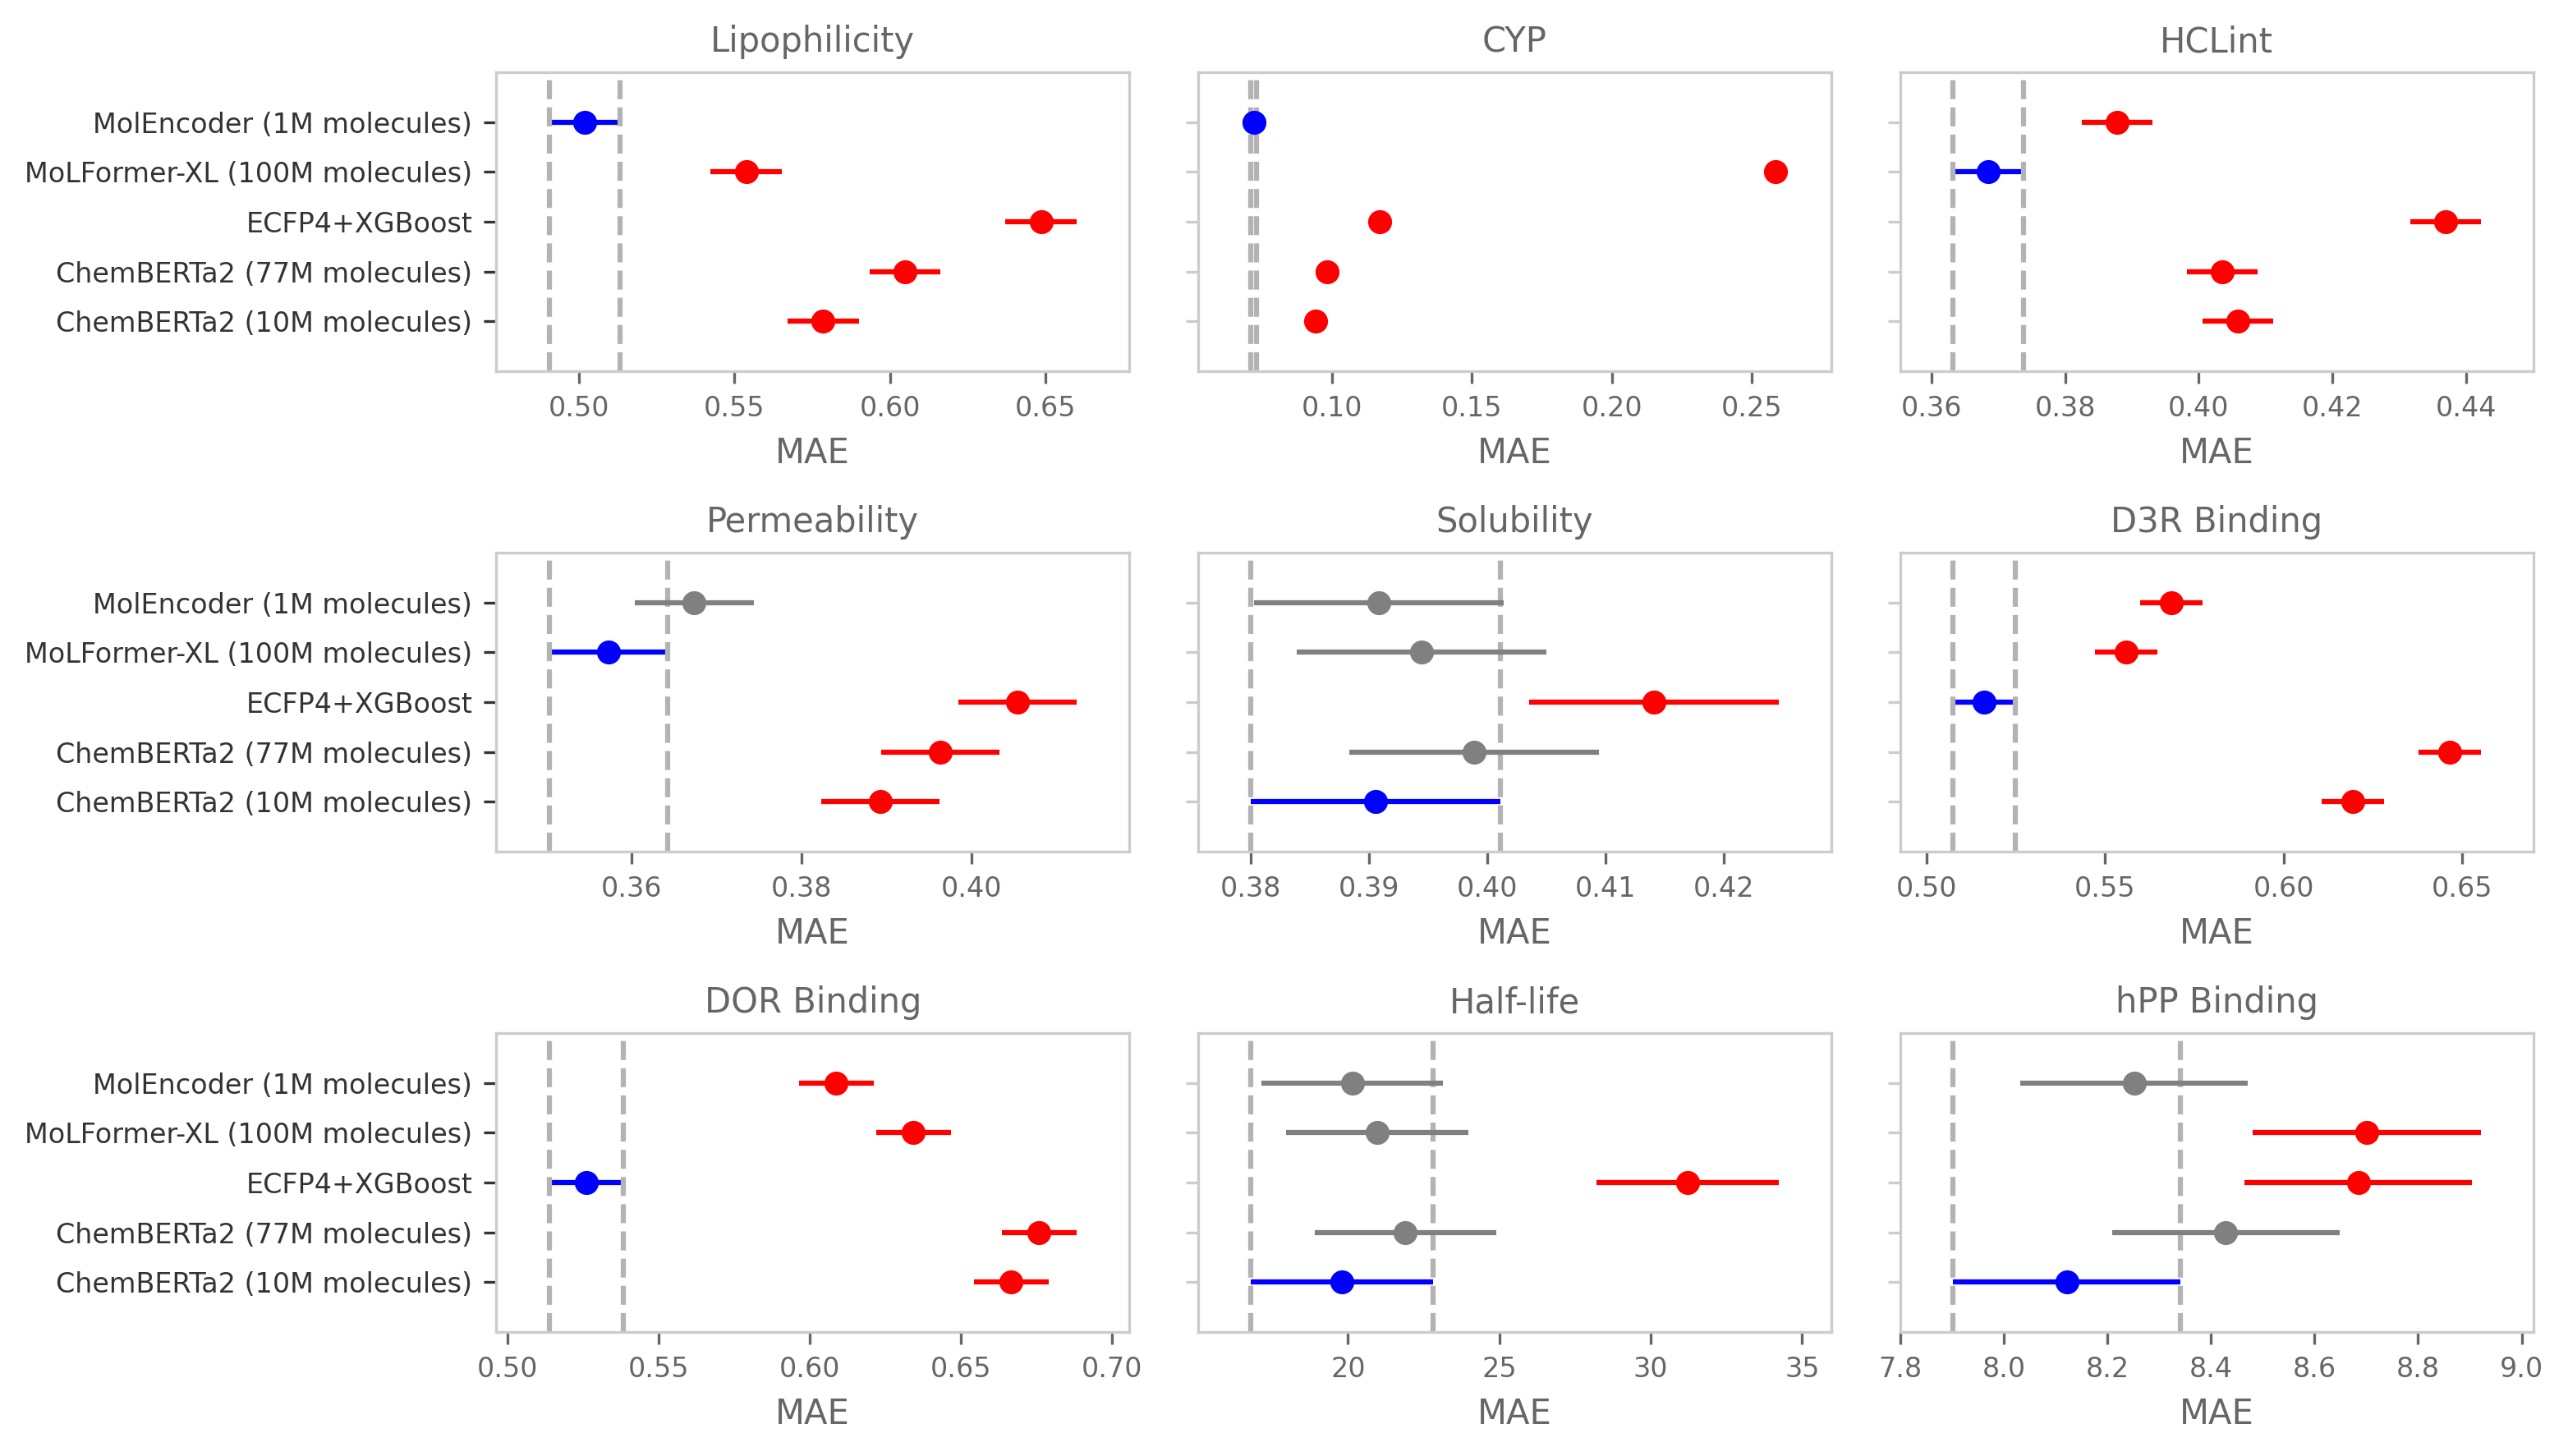 Lipophilicity
CYP
HCLint
MolEncoder (1M molecules)
MoLFormer-XL (100M molecules)
ECFP4+XGBoost
ChemBERTa2 (77M molecules)
ChemBERTa2 (10M molecules)
0.50 0.55 0.60 0.65
0.10 0.15 0.20 0.25
0.36 0.38 0.40 0.42 0.44
MAE
MAE
MAE
Permeability
Solubility
D3R Binding
MolEncoder (1M molecules)
MoLFormer-XL (100M molecules)
ECFP4+XGBoost
ChemBERTa2 (77M molecules)
ChemBERTa2 (10M molecules)
0.36 0.38 0.40
0.38 0.39 0.40 0.41 0.42
0.50 0.55 0.60 0.65
MAE
MAE
MAE
DOR Binding
Half-life
hPP Binding
MolEncoder (1M molecules)
MoLFormer-XL (100M molecules)
ECFP4+XGBoost
ChemBERTa2 (77M molecules)
ChemBERTa2 (10M molecules)
0.50 0.55 0.60 0.65 0.70
20 25 30 35
7.8 8.0 8.2 8.4 8.6 8.8 9.0
MAE
MAE
MAE